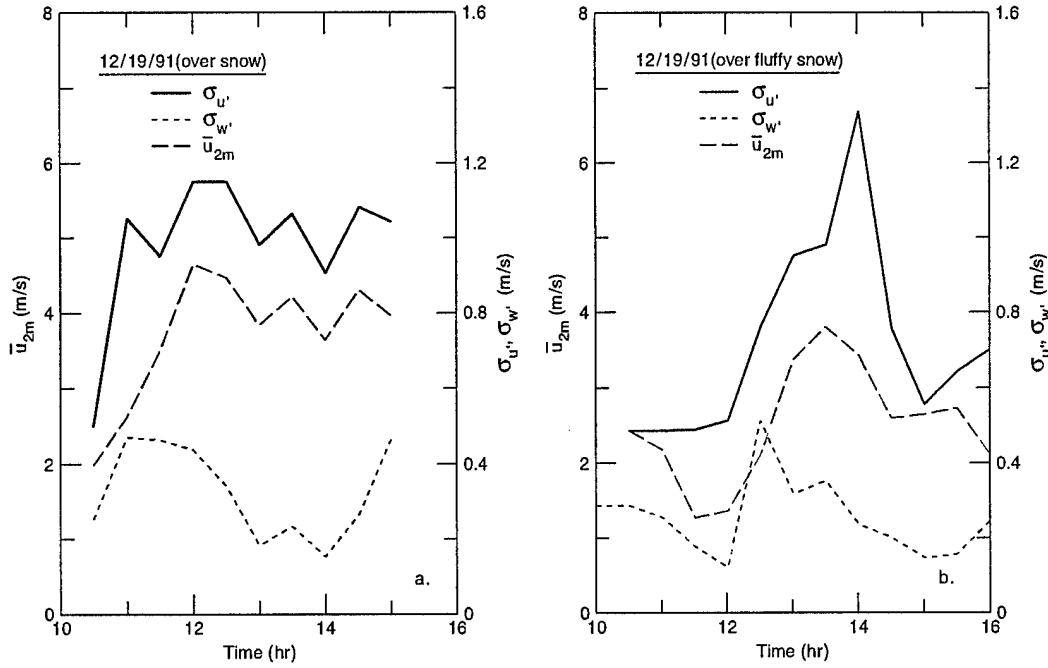 8
6
4
2
0
ū2m (m/s)
12/19/91(over snow)
σu'
σw'
ū2m
1.6
1.2
0.8
0.4
0
σu', σw' (m/s)
a.
10
12
14
16
Time (hr)
8
6
4
2
0
ū2m (m/s)
12/19/91(over fluffy snow)
σu'
σw'
ū2m
1.6
1.2
0.8
0.4
0
σu', σw' (m/s)
b.
10
12
14
16
Time (hr)